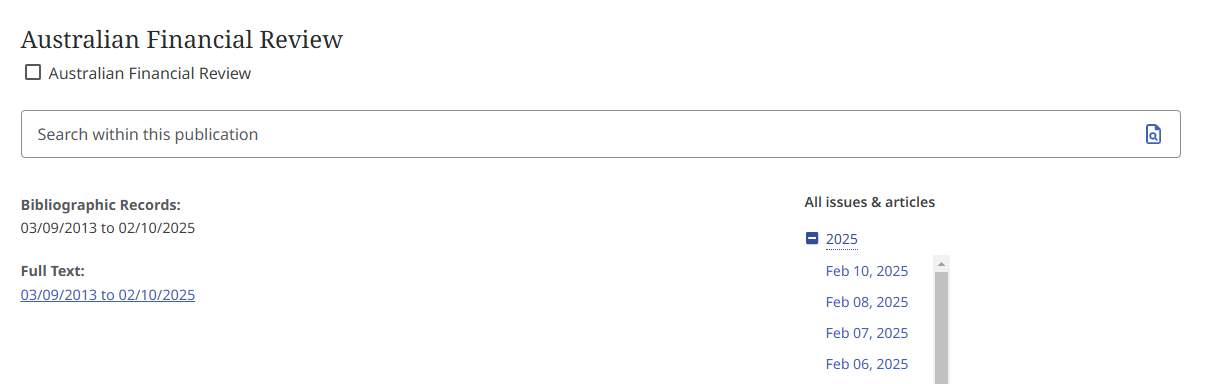 Australian Financial Review
Australian Financial Review
Search within this publication
Bibliographic Records:
03/09/2013 to 02/10/2025
Full Text:
03/09/2013 to 02/10/2025
All issues & articles
2025
Feb 10, 2025
Feb 08, 2025
Feb 07, 2025
Feb 06, 2025